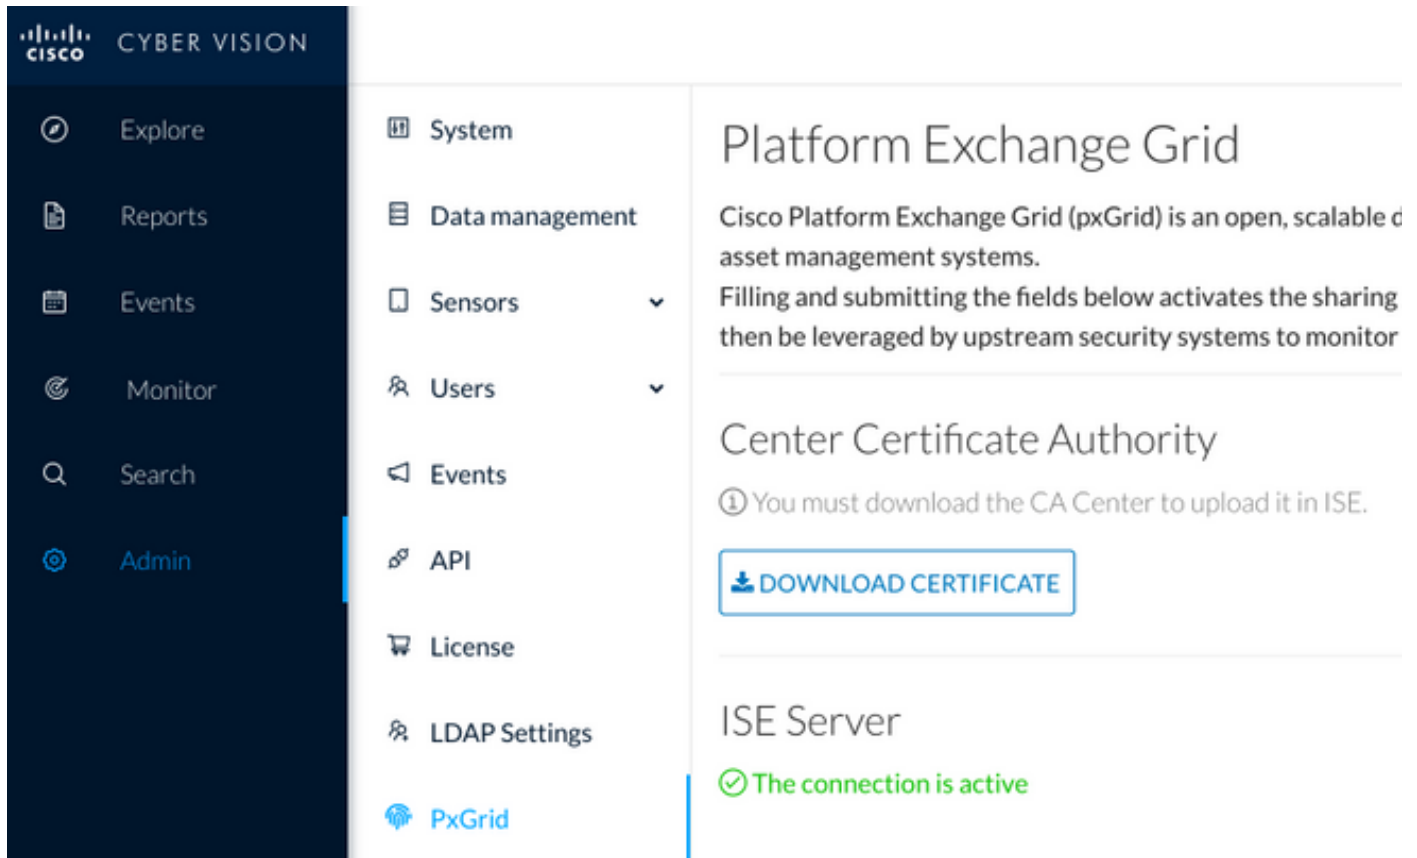 CISCO CYBER VISION
Explore
Reports
Events
Monitor
Search
Admin
System
Data management
Sensors
Users
Events
API
License
LDAP Settings
PxGrid
Platform Exchange Grid
Cisco Platform Exchange Grid (pxGrid) is an open, scalable d
asset management systems.
Filling and submitting the fields below activates the sharing
then be leveraged by upstream security systems to monitor
Center Certificate Authority
You must download the CA Center to upload it in ISE.
DOWNLOAD CERTIFICATE
ISE Server
The connection is active